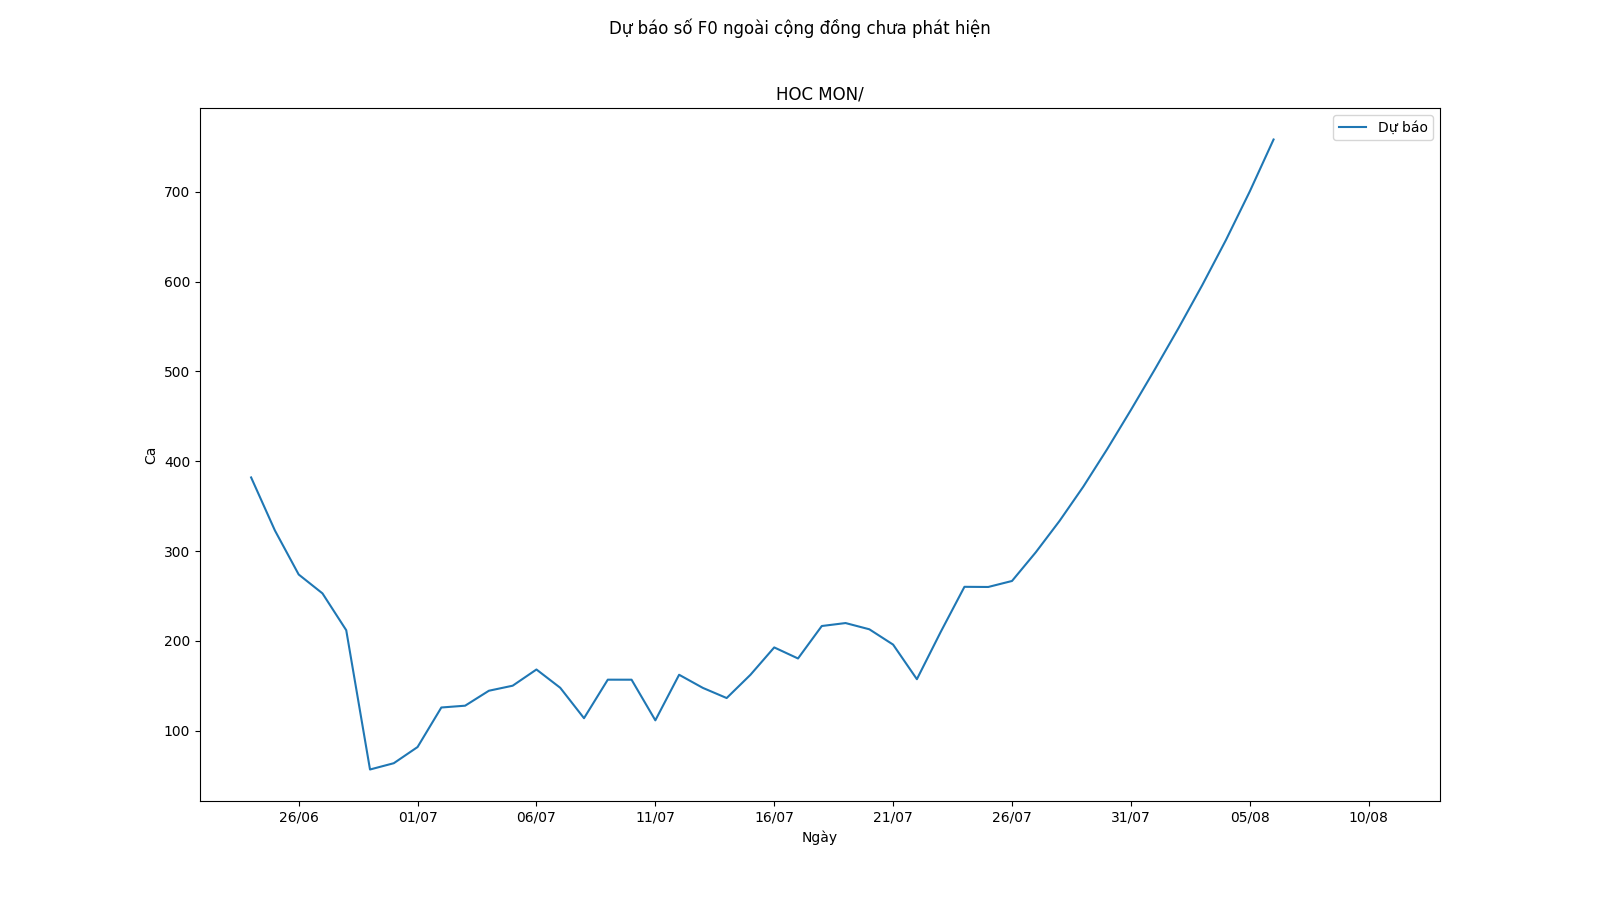 Dự báo số F0 ngoài cộng đồng chưa phát hiện
HOC MON/
Dự báo
700
600
500
400
300
200
100
Ca
26/06 01/07 06/07 11/07 16/07 21/07 26/07 31/07 05/08 10/08
Ngày